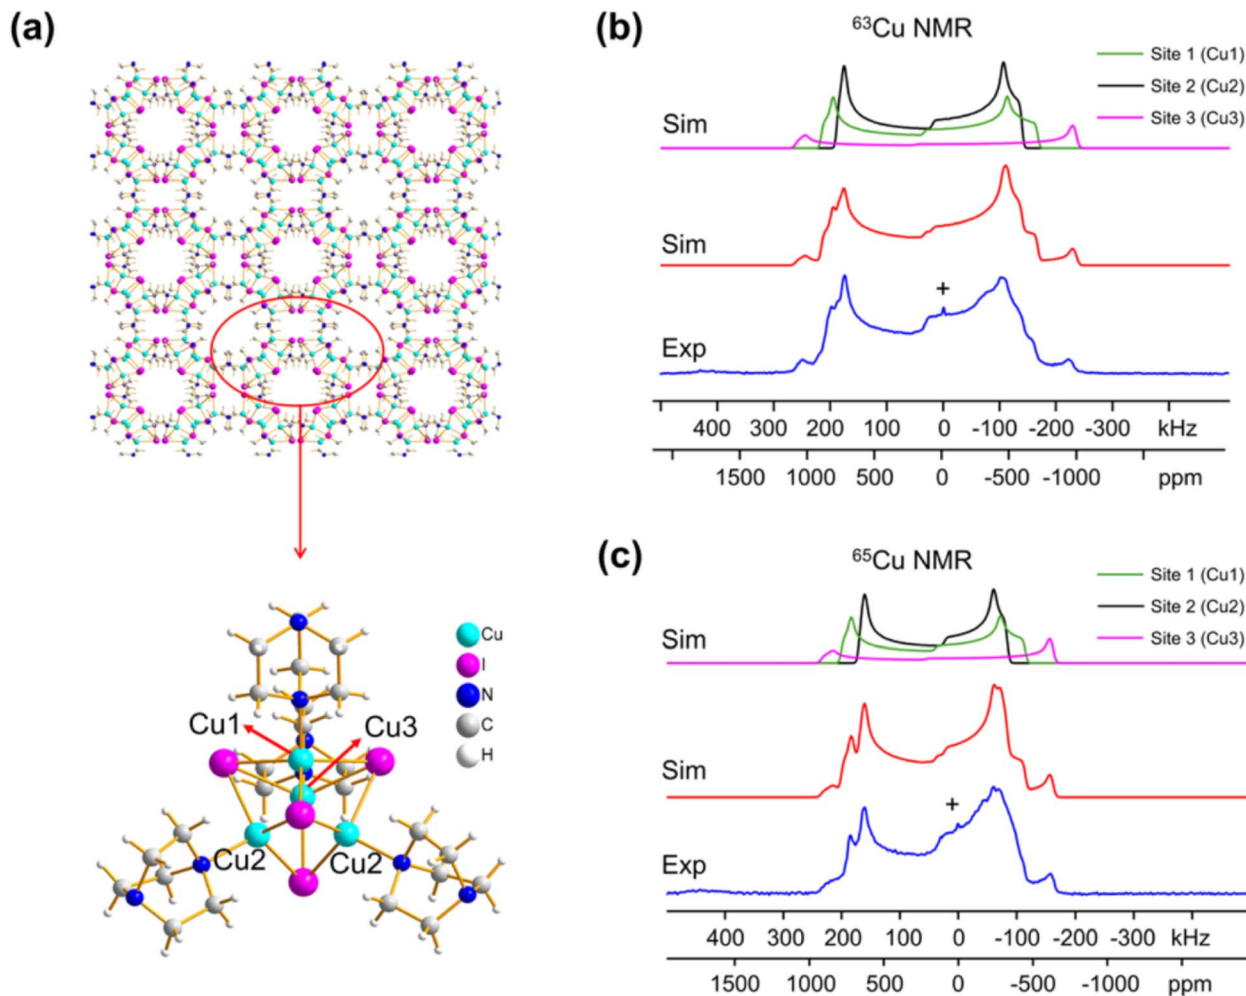 (a)
Cu
I
N
C
H
Cu1
Cu3
Cu2
Cu2
(b)
⁶³Cu NMR
Site 1 (Cu1)
Site 2 (Cu2)
Site 3 (Cu3)
Sim
Sim
+
Exp
400 300 200 100 0 -100 -200 -300 kHz
1500 1000 500 0 -500 -1000 ppm
(c)
⁶⁵Cu NMR
Site 1 (Cu1)
Site 2 (Cu2)
Site 3 (Cu3)
Sim
Sim
+
Exp
400 300 200 100 0 -100 -200 -300 kHz
1500 1000 500 0 -500 -1000 ppm